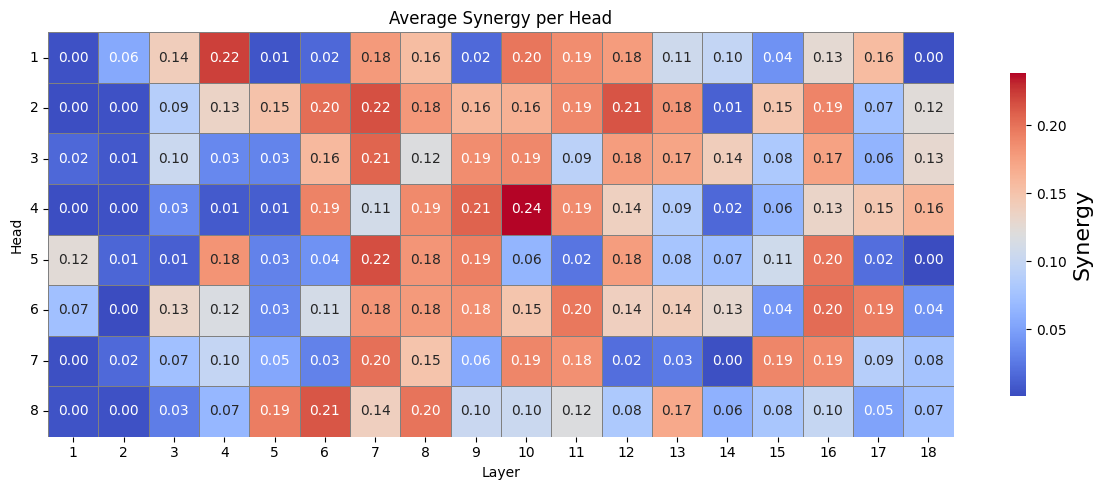 Average Synergy per Head
1 0.00 0.06 0.14 0.22 0.01 0.02 0.18 0.16 0.02 0.20 0.19 0.18 0.11 0.10 0.04 0.13 0.16 0.00
2 0.00 0.00 0.09 0.13 0.15 0.20 0.22 0.18 0.16 0.16 0.19 0.21 0.18 0.01 0.15 0.19 0.07 0.12
3 0.02 0.01 0.10 0.03 0.03 0.16 0.21 0.12 0.19 0.19 0.09 0.18 0.17 0.14 0.08 0.17 0.06 0.13
4 0.00 0.00 0.03 0.01 0.01 0.19 0.11 0.19 0.21 0.24 0.19 0.14 0.09 0.02 0.06 0.13 0.15 0.16
5 0.12 0.01 0.01 0.18 0.03 0.04 0.22 0.18 0.19 0.06 0.02 0.18 0.08 0.07 0.11 0.20 0.02 0.00
6 0.07 0.00 0.13 0.12 0.03 0.11 0.18 0.18 0.18 0.15 0.20 0.14 0.14 0.13 0.04 0.20 0.19 0.04
7 0.00 0.02 0.07 0.10 0.05 0.03 0.20 0.15 0.06 0.19 0.18 0.02 0.03 0.00 0.19 0.19 0.09 0.08
8 0.00 0.00 0.03 0.07 0.19 0.21 0.14 0.20 0.10 0.10 0.12 0.08 0.17 0.06 0.08 0.10 0.05 0.07
1 2 3 4 5 6 7 8 9 10 11 12 13 14 15 16 17 18
Layer
Head
0.20
0.15
0.10
0.05
Synergy